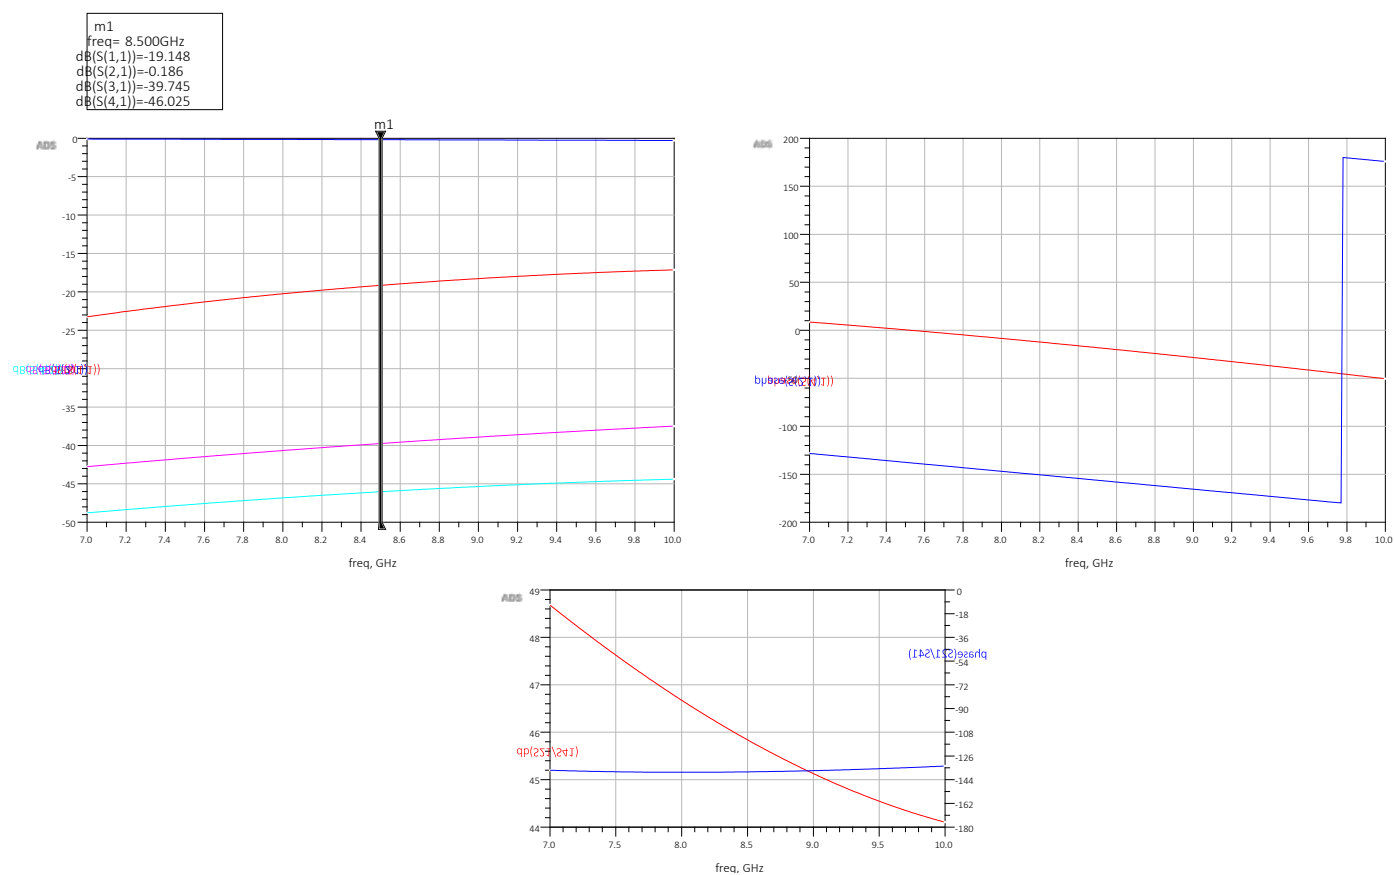 m1
freq= 8.500GHz
dB(S(1,1))=-19.148
dB(S(2,1))=-0.186
dB(S(3,1))=-39.745
dB(S(4,1))=-46.025
m1
ADS
0
-5
-10
-15
-20
-25
-30
-35
-40
-45
-50
7.0 7.2 7.4 7.6 7.8 8.0 8.2 8.4 8.6 8.8 9.0 9.2 9.4 9.6 9.8 10.0
freq, GHz
ADS
200
150
100
50
0
-100
-150
-200
7.0 7.2 7.4 7.6 7.8 8.0 8.2 8.4 8.6 8.8 9.0 9.2 9.4 9.6 9.8 10.0
freq, GHz
ADS
49
48
47
46
45
44
db(S21/S41)
0
-18
-36
-54
-72
-90
-108
-126
-144
-162
-180
phase(S21/S41)
7.0 7.5 8.0 8.5 9.0 9.5 10.0
freq, GHz